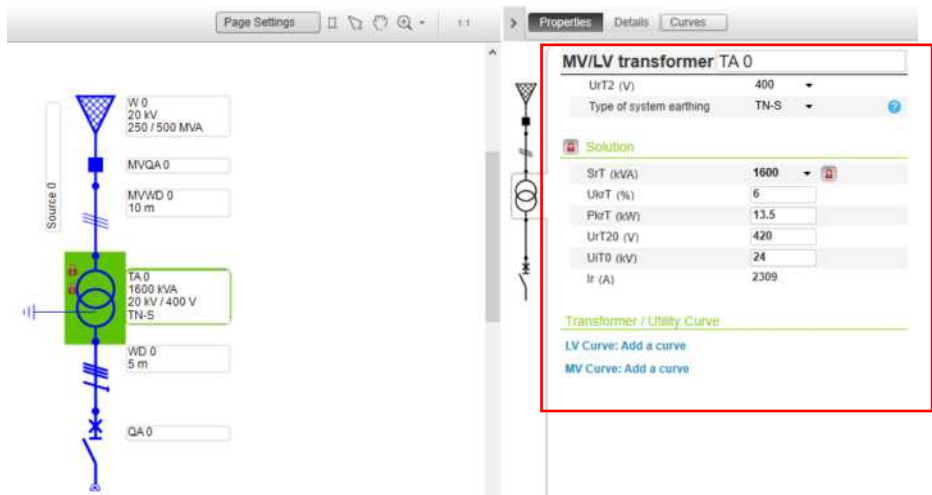 Page Settings
1:1
Properties
Details
Curves
W 0
20 kV
250 / 500 MVA
MVQA 0
MVWD 0
10 m
Source 0
TA 0
1600 kVA
20 kV / 400 V
TN-S
WD 0
5 m
QA 0
MV/LV transformer TA 0
UrT2 (V) 400
Type of system earthing TN-S ?
Solution
SrT (kVA) 1600
UkrT (%) 6
PkrT (kW) 13.5
UrT20 (V) 420
UiT0 (kV) 24
Ir (A) 2309
Transformer / Utility Curve
LV Curve: Add a curve
MV Curve: Add a curve